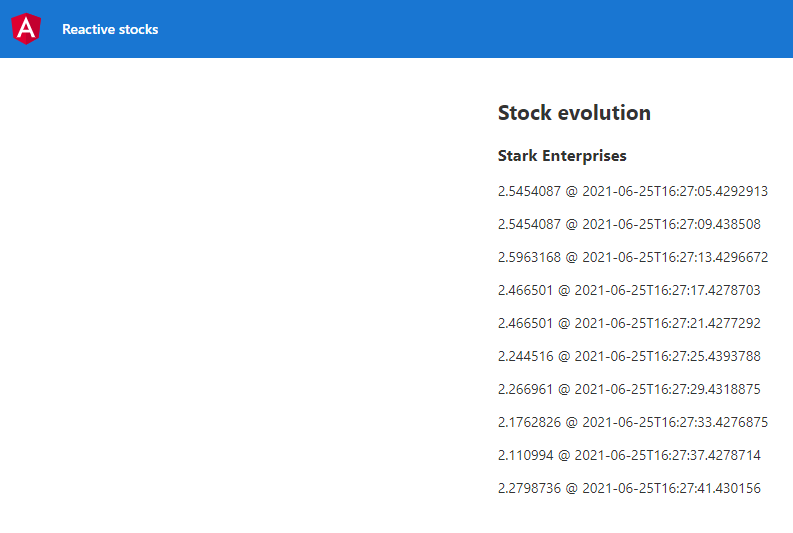 A
Reactive stocks
Stock evolution
Stark Enterprises
2.5454087 @ 2021-06-25T16:27:05.4292913
2.5454087 @ 2021-06-25T16:27:09.438508
2.5963168 @ 2021-06-25T16:27:13.4296672
2.466501 @ 2021-06-25T16:27:17.4278703
2.466501 @ 2021-06-25T16:27:21.4277292
2.244516 @ 2021-06-25T16:27:25.4393788
2.266961 @ 2021-06-25T16:27:29.4318875
2.1762826 @ 2021-06-25T16:27:33.4276875
2.110994 @ 2021-06-25T16:27:37.4278714
2.2798736 @ 2021-06-25T16:27:41.430156